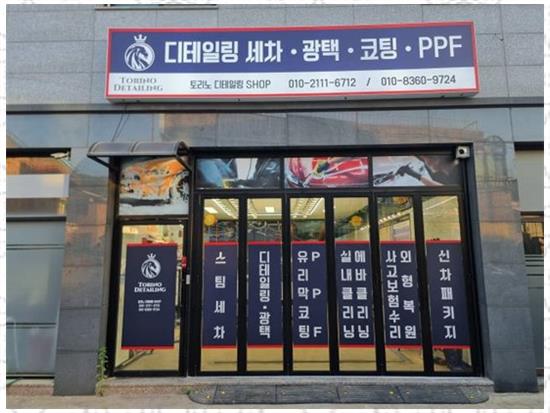 디테일링 세차 · 광택 · 코팅 · PPF
TORINO
DETAILING
토리노 디테일링 SHOP 010-2111-6712 / 010-8360-9724
TORINO
DETAILING
스팀세차
디테일링·광택
유리막코팅
PPF
실내클리닝
에바클리닝
사고보험수리
외형복원
신차패키지